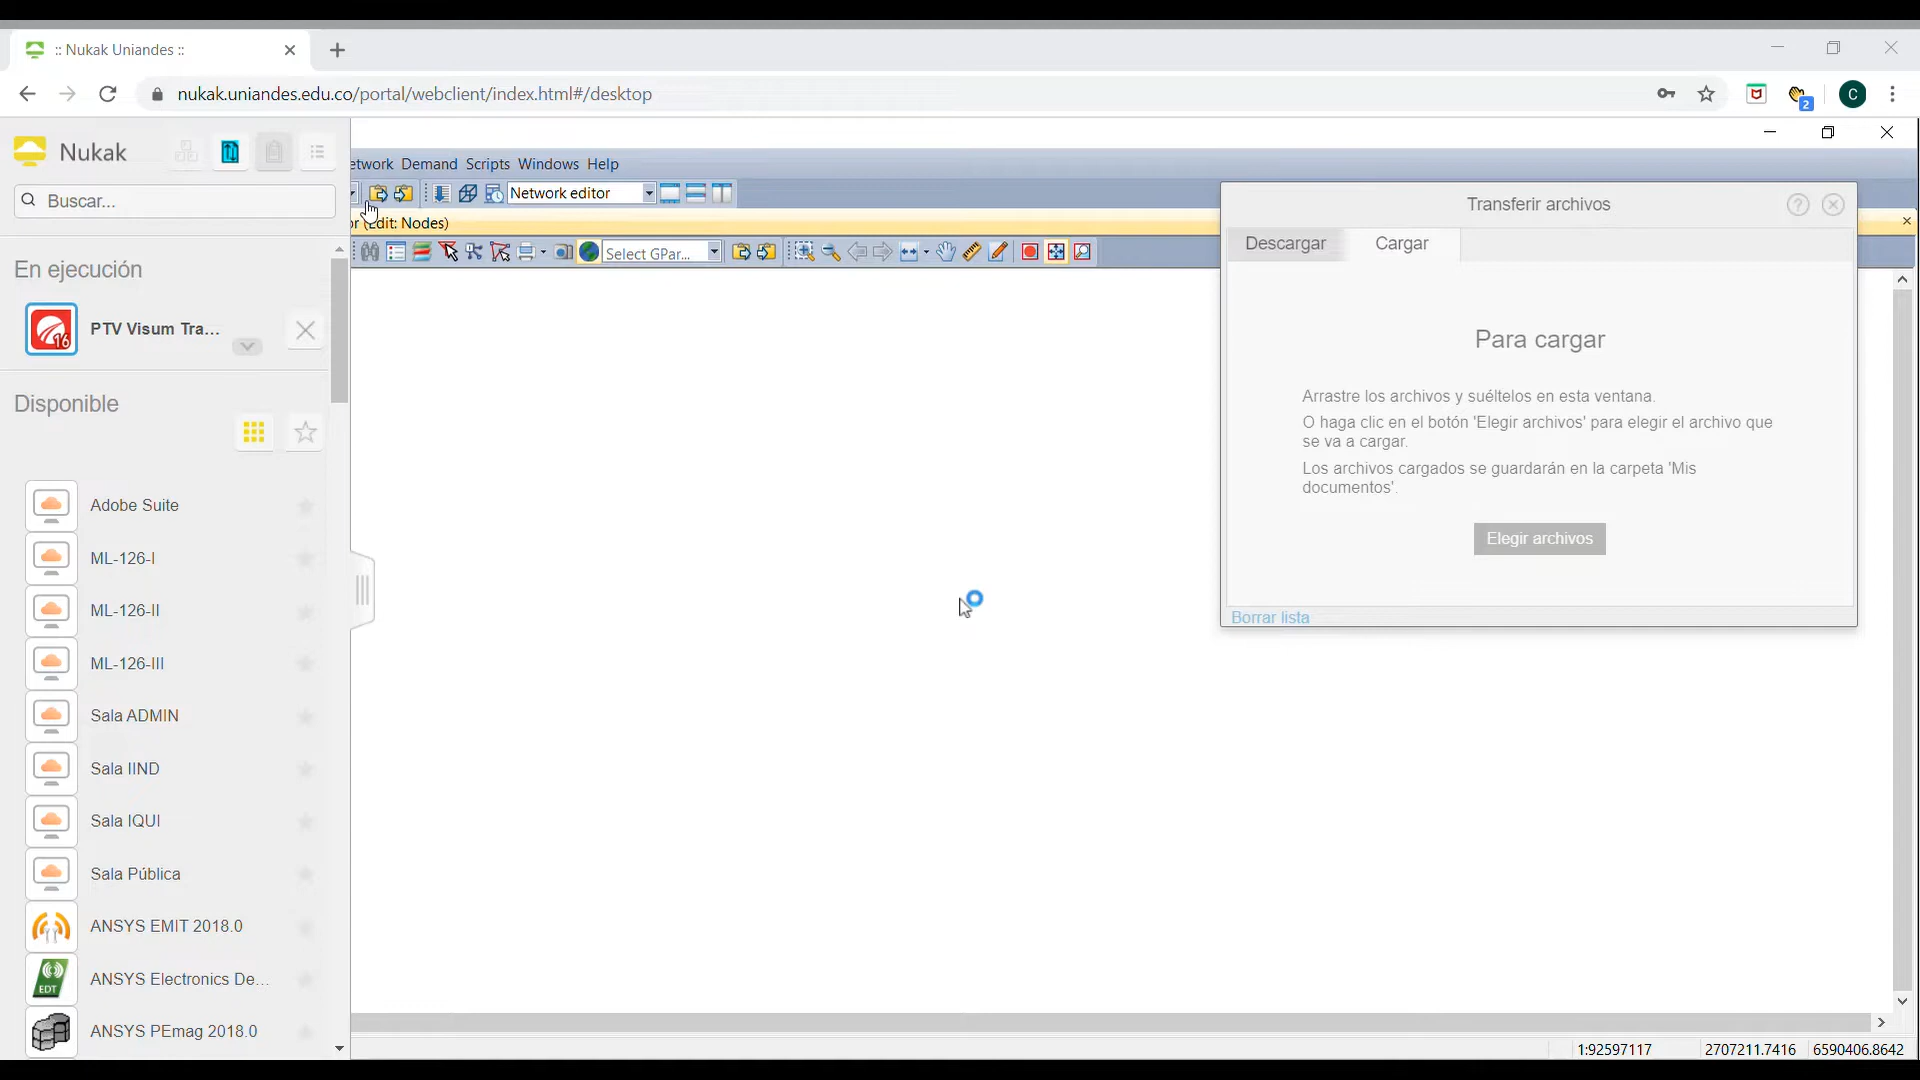 :: Nukak Uniandes ::
nukak.uniandes.edu.co/portal/webclient/index.html#/desktop
2
C
Nukak
Buscar...
En ejecución
16
PTV Visum Tra...
Disponible
Adobe Suite
ML-126-I
ML-126-II
ML-126-III
Sala ADMIN
Sala IIND
Sala IQUI
Sala Pública
ANSYS EMIT 2018.0
EDT
ANSYS Electronics De...
ANSYS PEmag 2018.0
etwork Demand Scripts Windows Help
Network editor
or (Edit: Nodes)
Select GPar...
Transferir archivos
?
Descargar
Cargar
Para cargar
Arrastre los archivos y suéltelos en esta ventana.
O haga clic en el botón 'Elegir archivos' para elegir el archivo que
se va a cargar.
Los archivos cargados se guardarán en la carpeta 'Mis
documentos'.
Elegir archivos
Borrar lista
1:92597117
2707211.7416
6590406.8642